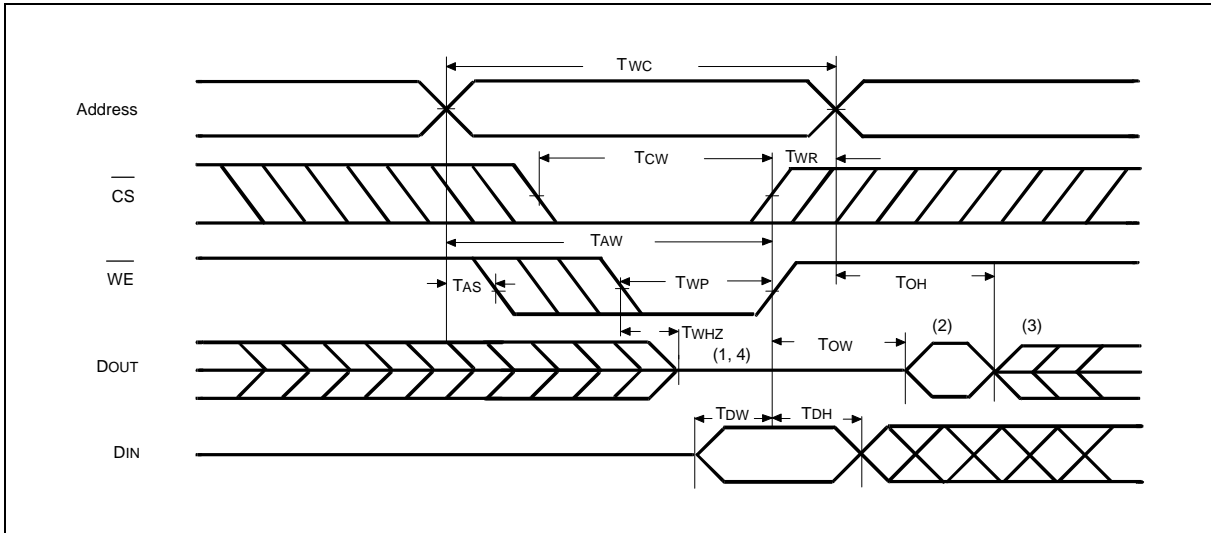 TWC
Address
TCW
TWR
CS
TAW
WE
TAS
TWP
TOH
TWHZ
(2)
(3)
DOUT
(1, 4)
TOW
TDW
TDH
DIN